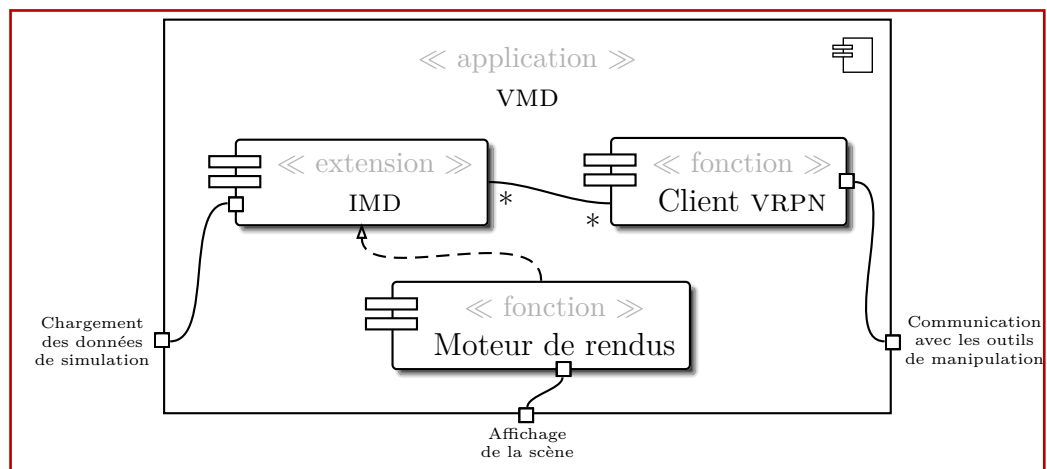 ≪ application ≫
VMD
≪ extension ≫
IMD
*
*
≪ fonction ≫
Client VRPN
≪ fonction ≫
Moteur de rendus
Chargement
des données
de simulation
Communication
avec les outils
de manipulation
Affichage
de la scène